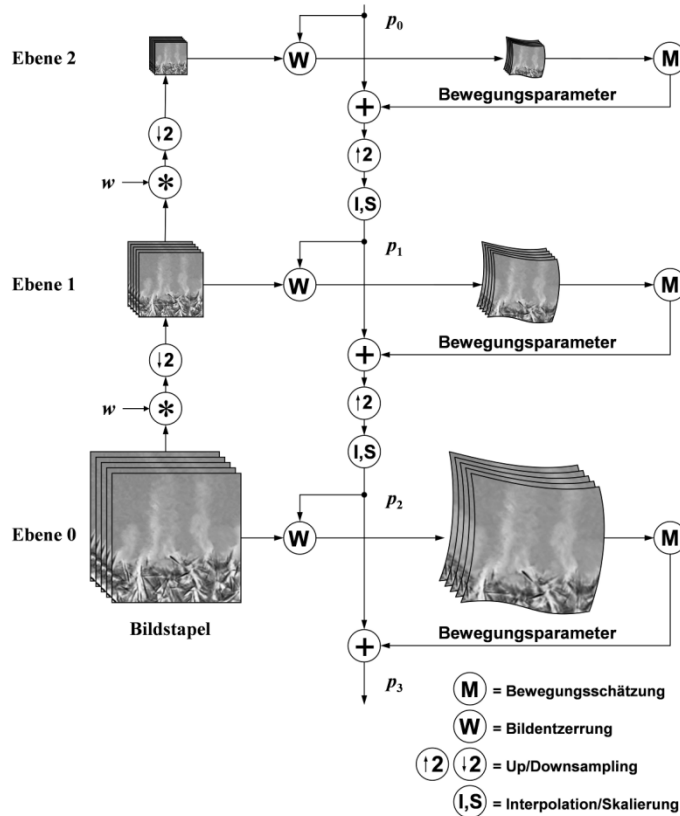 p0
Ebene 2
W
M
+
Bewegungsparameter
↓2
↑2
w
*
I,S
p1
Ebene 1
W
M
+
Bewegungsparameter
↓2
↑2
w
*
I,S
p2
Ebene 0
W
M
Bildstapel
+
Bewegungsparameter
p3
M = Bewegungsschätzung
W = Bildentzerrung
↑2 ↓2 = Up/Downsampling
I,S = Interpolation/Skalierung